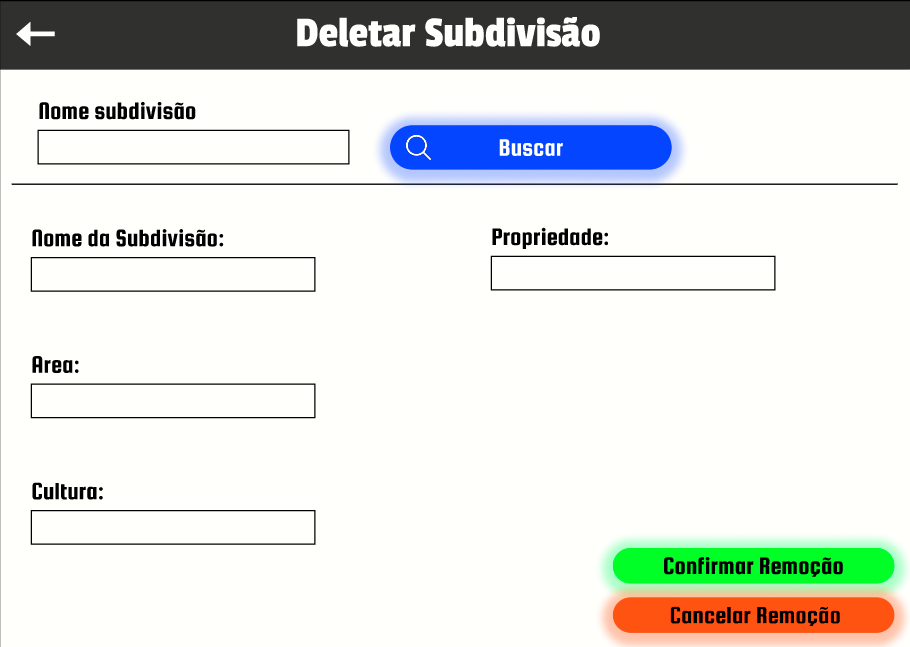 Deletar Subdivisão
Nome subdivisão
Buscar
Nome da Subdivisão:
Propriedade:
Area:
Cultura:
Confirmar Remoção
Cancelar Remoção